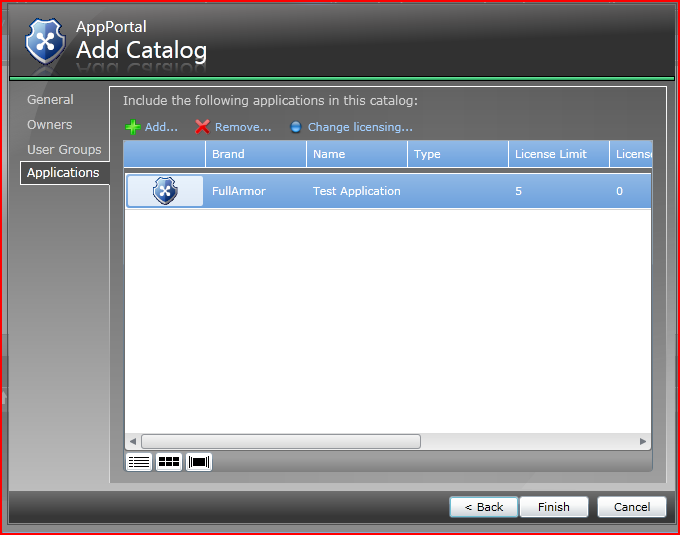 AppPortal
Add Catalog
General
Owners
User Groups
Applications
Include the following applications in this catalog:
Add... Remove... Change licensing...
Brand Name Type License Limit License
FullArmor Test Application 5 0
< Back Finish Cancel